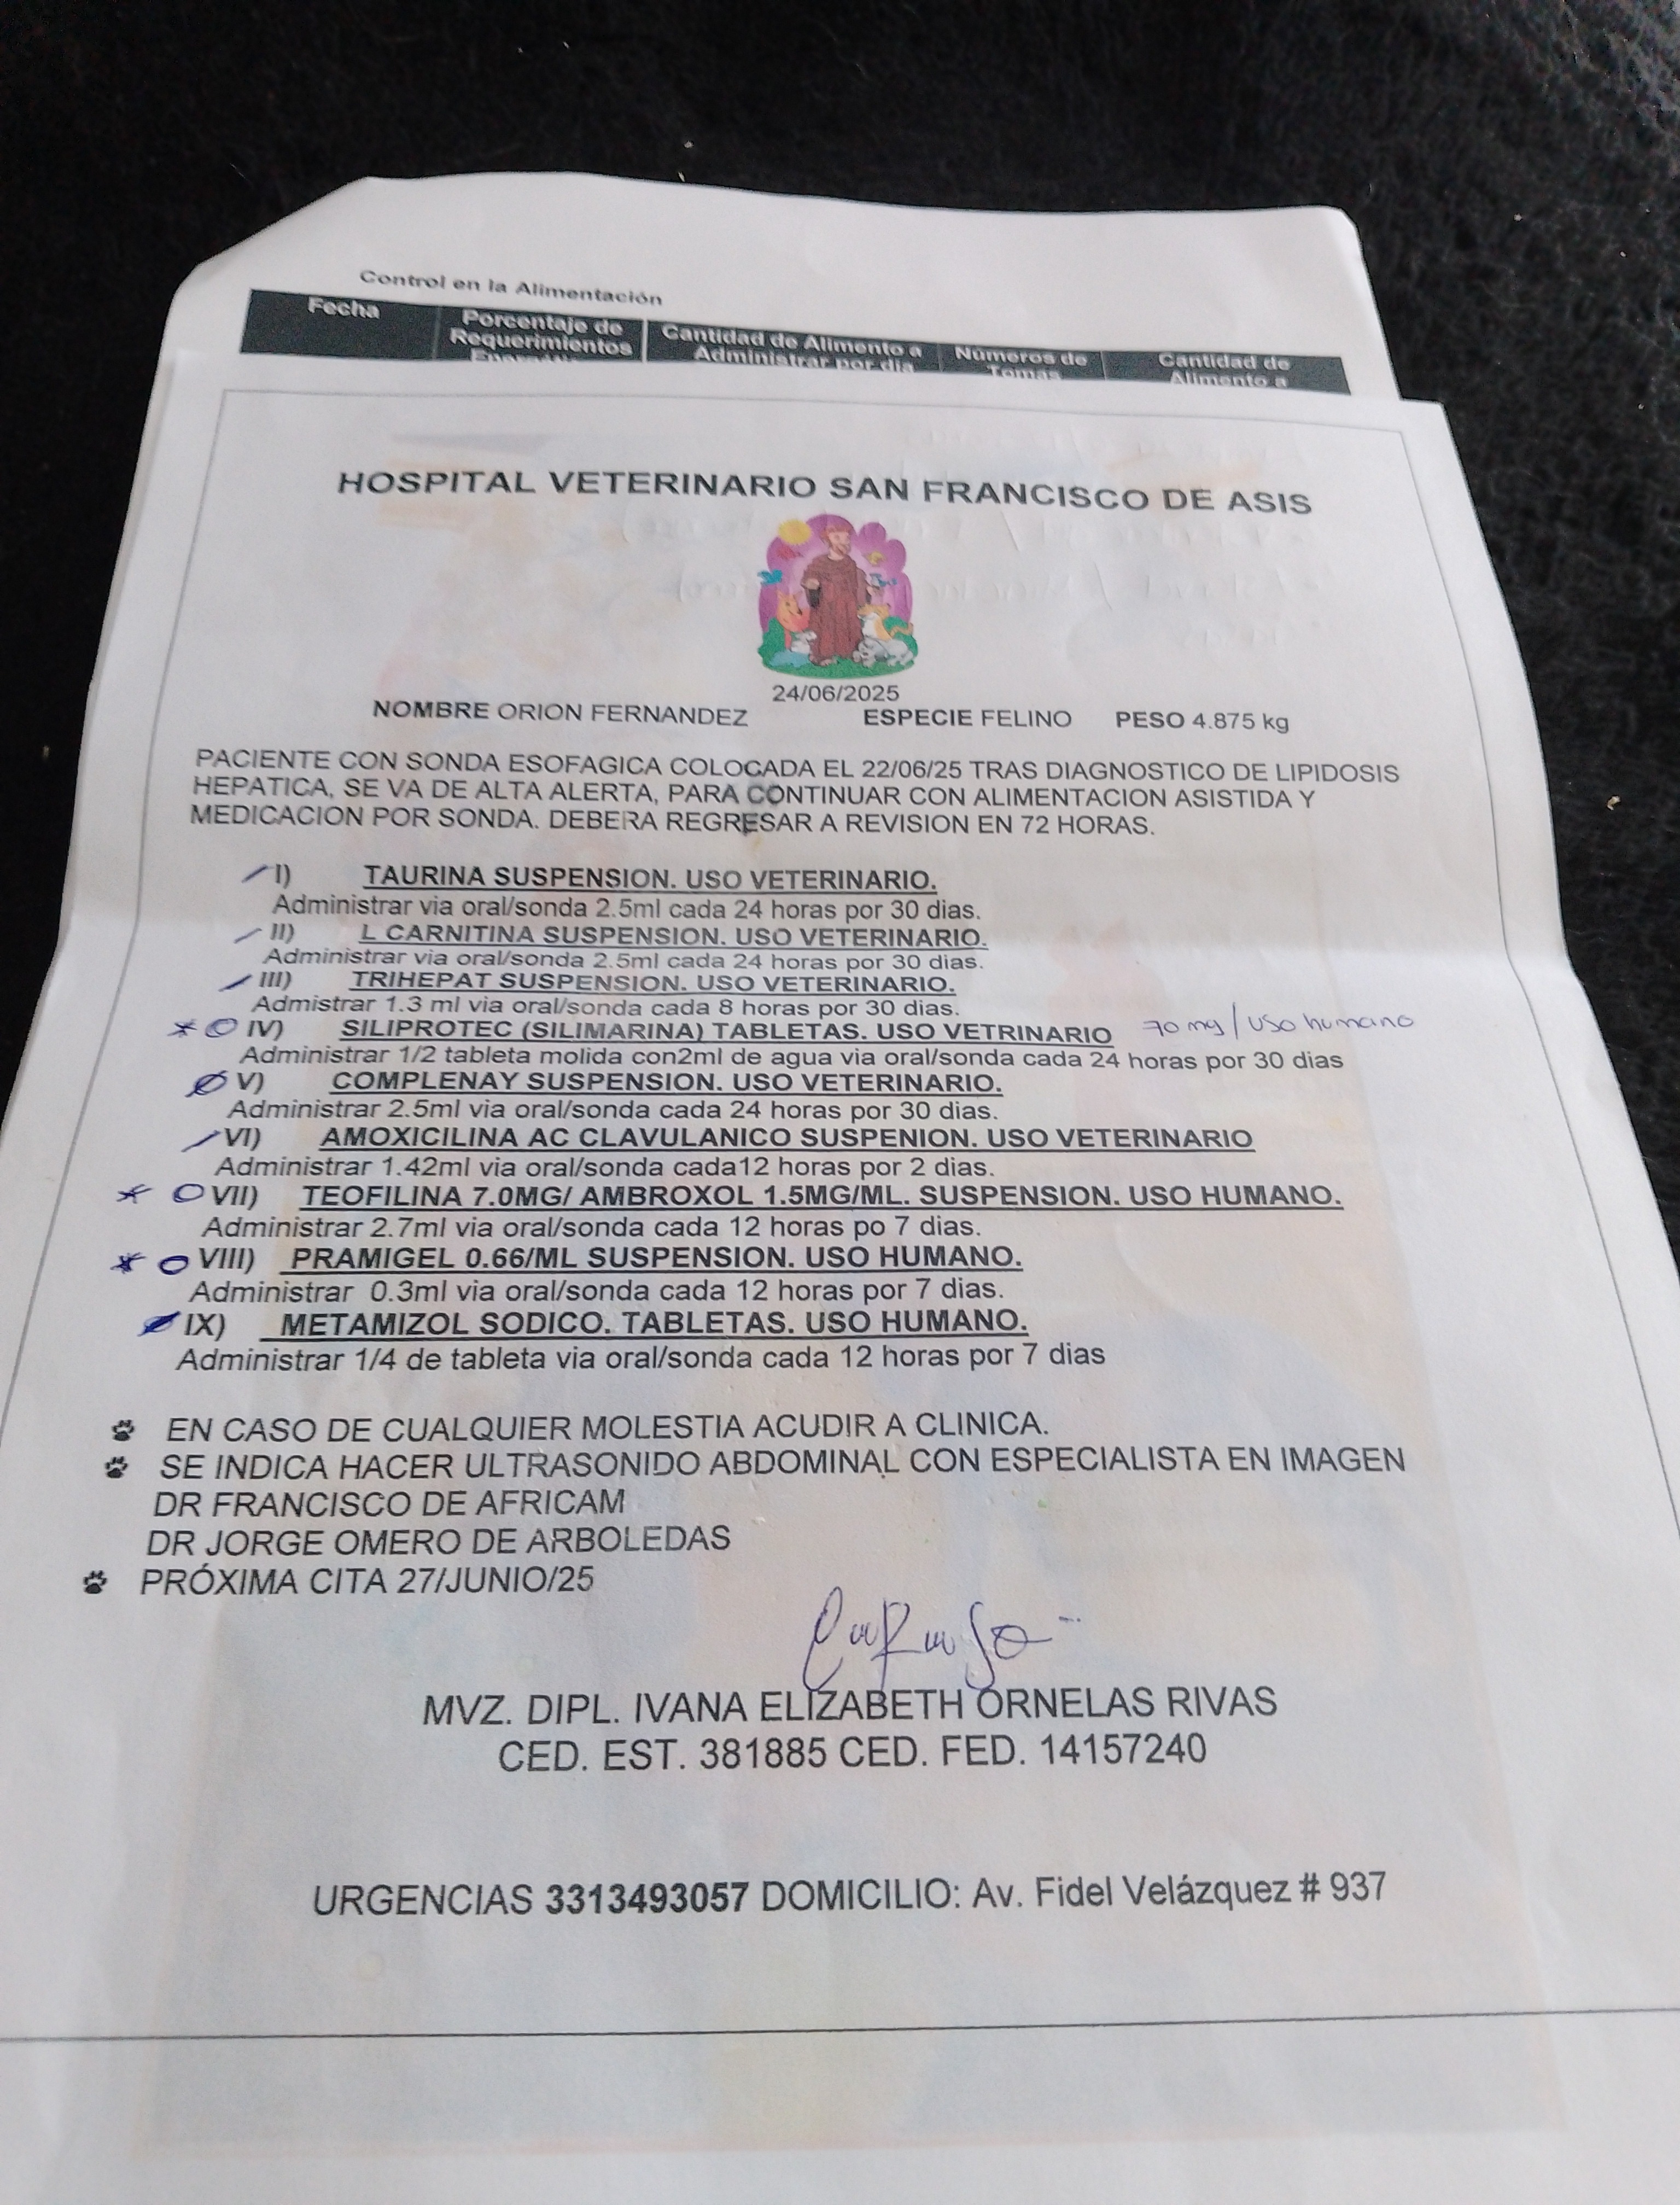 Control en la Alimentación
Fecha
Porcentaje de Requerimientos
Cantidad de Alimento a Administrar por día
Números de Tomas
Cantidad de Alimento a
HOSPITAL VETERINARIO SAN FRANCISCO DE ASIS
24/06/2025
NOMBRE ORION FERNANDEZ ESPECIE FELINO PESO 4.875 kg
PACIENTE CON SONDA ESOFAGICA COLOCADA EL 22/06/25 TRAS DIAGNOSTICO DE LIPIDOSIS
HEPATICA, SE VA DE ALTA ALERTA, PARA CONTINUAR CON ALIMENTACION ASISTIDA Y
MEDICACION POR SONDA. DEBERA REGRESAR A REVISION EN 72 HORAS.
I) TAURINA SUSPENSION. USO VETERINARIO.
Administrar via oral/sonda 2.5ml cada 24 horas por 30 dias.
II) L CARNITINA SUSPENSION. USO VETERINARIO.
Administrar via oral/sonda 2.5ml cada 24 horas por 30 dias.
III) TRIHEPAT SUSPENSION. USO VETERINARIO.
Admistrar 1.3 ml via oral/sonda cada 8 horas por 30 dias.
IV) SILIPROTEC (SILIMARINA) TABLETAS. USO VETRINARIO 70 mg / USO humano
Administrar 1/2 tableta molida con2ml de agua via oral/sonda cada 24 horas por 30 dias
V) COMPLENAY SUSPENSION. USO VETERINARIO.
Administrar 2.5ml via oral/sonda cada 24 horas por 30 dias.
VI) AMOXICILINA AC CLAVULANICO SUSPENION. USO VETERINARIO
Administrar 1.42ml via oral/sonda cada12 horas por 2 dias.
VII) TEOFILINA 7.0MG/ AMBROXOL 1.5MG/ML. SUSPENSION. USO HUMANO.
Administrar 2.7ml via oral/sonda cada 12 horas po 7 dias.
VIII) PRAMIGEL 0.66/ML SUSPENSION. USO HUMANO.
Administrar 0.3ml via oral/sonda cada 12 horas por 7 dias.
IX) METAMIZOL SODICO. TABLETAS. USO HUMANO.
Administrar 1/4 de tableta via oral/sonda cada 12 horas por 7 dias
EN CASO DE CUALQUIER MOLESTIA ACUDIR A CLINICA.
SE INDICA HACER ULTRASONIDO ABDOMINAL CON ESPECIALISTA EN IMAGEN
DR FRANCISCO DE AFRICAM
DR JORGE OMERO DE ARBOLEDAS
PRÓXIMA CITA 27/JUNIO/25
MVZ. DIPL. IVANA ELIZABETH ORNELAS RIVAS
CED. EST. 381885 CED. FED. 14157240
URGENCIAS 3313493057 DOMICILIO: Av. Fidel Velázquez # 937